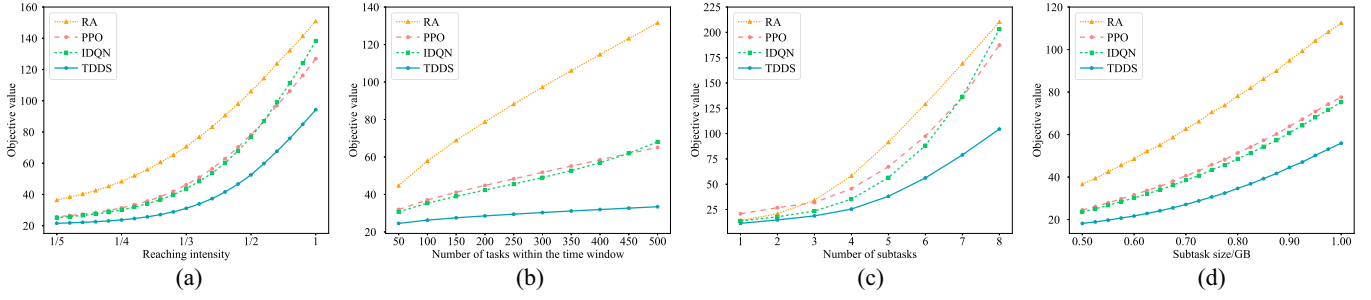 160
140
120
100
80
60
40
20
Objective value
RA
PPO
IDQN
TDDS
1/5 1/4 1/3 1/2 1
Reaching intensity
(a)
140
120
100
80
60
40
20
Objective value
RA
PPO
IDQN
TDDS
50 100 150 200 250 300 350 400 450 500
Number of tasks within the time window
(b)
225
200
175
150
125
100
75
50
25
Objective value
RA
PPO
IDQN
TDDS
1 2 3 4 5 6 7 8
Number of subtasks
(c)
120
100
80
60
40
20
Objective value
RA
PPO
IDQN
TDDS
0.50 0.60 0.70 0.80 0.90 1.00
Subtask size/GB
(d)